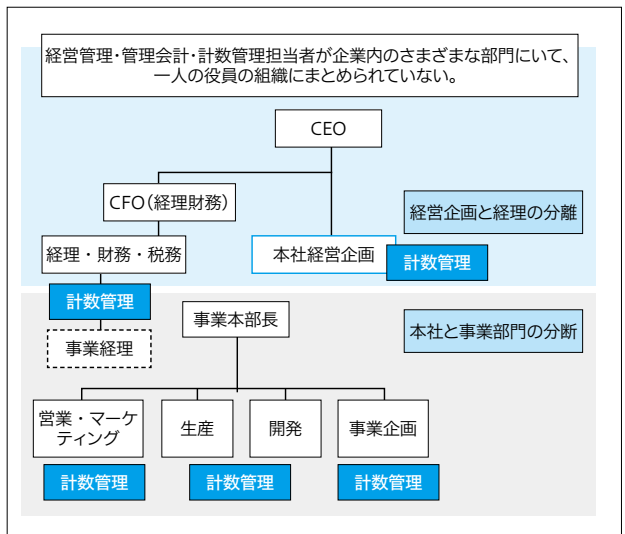 経営管理・管理会計・計数管理担当者が企業内のさまざまな部門にいて、
一人の役員の組織にまとめられていない。
CEO
CFO（経理財務）
経営企画と経理の分離
経理・財務・税務
本社経営企画
計数管理
計数管理
事業経理
事業本部長
本社と事業部門の分断
営業・マーケ
ティング
生産
開発
事業企画
計数管理
計数管理
計数管理